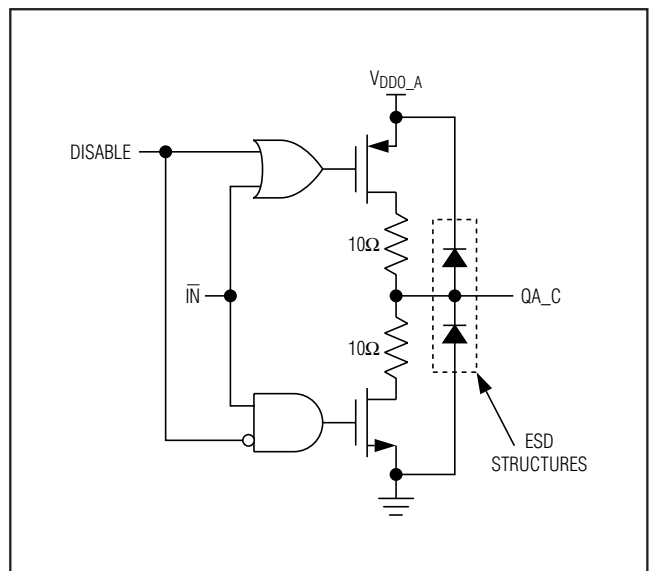 VDDO_A
DISABLE
10Ω
IN
QA_C
10Ω
ESD
STRUCTURES